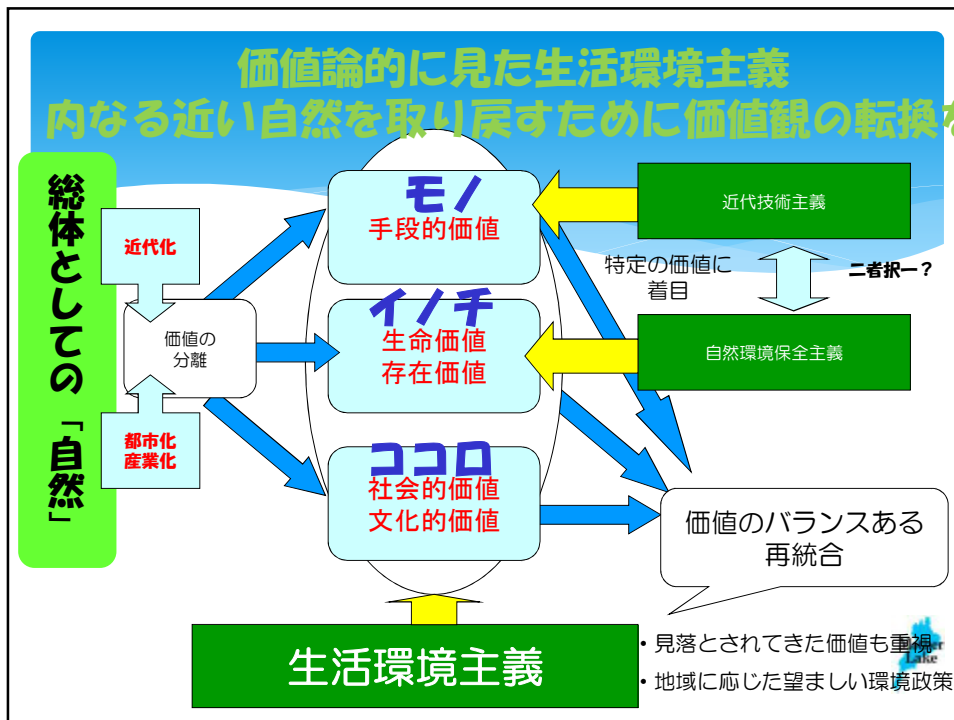 価値論的に見た生活環境主義
内なる近い自然を取り戻すために価値観の転換を
総体としての「自然」
近代化
価値の
分離
都市化
産業化
モノ
手段的価値
イノチ
生命価値
存在価値
ココロ
社会的価値
文化的価値
近代技術主義
特定の価値に
着目
二者択一？
自然環境保全主義
価値のバランスある
再統合
生活環境主義
・見落とされてきた価値も重視
・地域に応じた望ましい環境政策
Lake